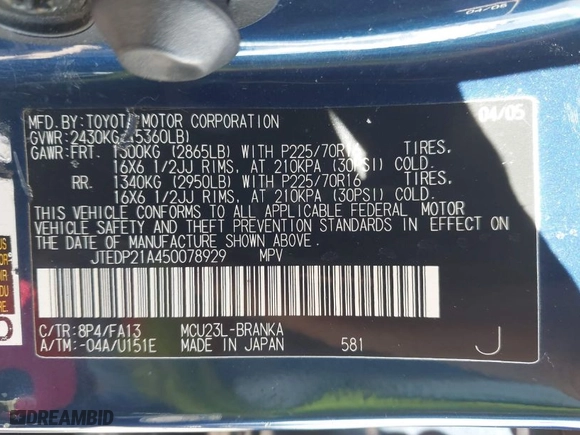 04/05
MFD.BY:TOYOTA MOTOR CORPORATION
GVWR:2430KG(5360LB)
GAWR:FRT. 1300KG (2865LB) WITH P225/70R16 TIRES,
16X6 1/2JJ RIMS, AT 210KPA (30PSI) COLD.
RR. 1340KG (2950LB) WITH P225/70R16 TIRES,
16X6 1/2JJ RIMS, AT 210KPA (30PSI) COLD.
THIS VEHICLE CONFORMS TO ALL APPLICABLE FEDERAL MOTOR
VEHICLE SAFETY AND THEFT PREVENTION STANDARDS IN EFFECT ON
THE DATE OF MANUFACTURE SHOWN ABOVE.
JTEDP21A450078929 MPV
C/TR:8P4/FA13 MCU23L-BRANKA
A/TM:-04A/U151E MADE IN JAPAN 581 J
DREAMBID